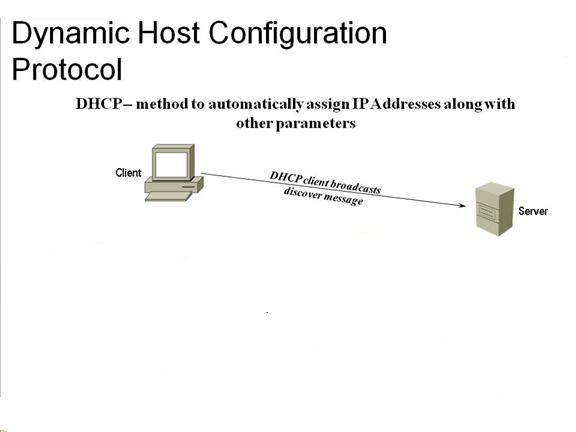 Dynamic Host Configuration
Protocol
DHCP– method to automatically assign IP Addresses along with
other parameters
Client
DHCP client broadcasts
discover message
Server